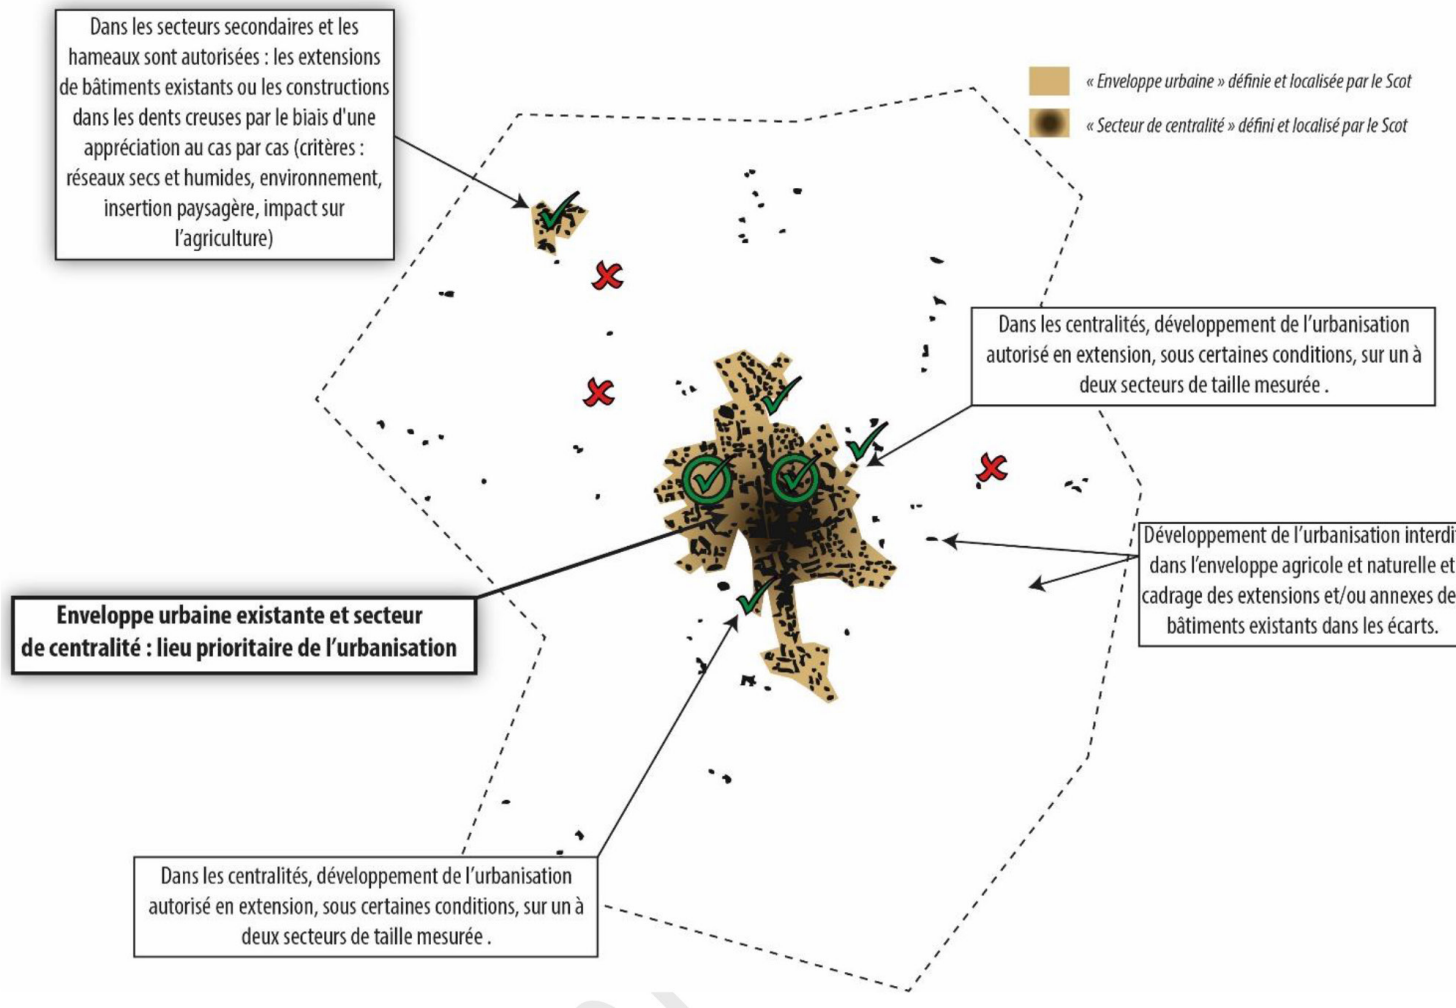 Dans les secteurs secondaires et les
hameaux sont autorisées : les extensions
de bâtiments existants ou les constructions
dans les dents creuses par le biais d'une
appréciation au cas par cas (critères :
réseaux secs et humides, environnement,
insertion paysagère, impact sur
l'agriculture)
« Enveloppe urbaine » définie et localisée par le Scot
« Secteur de centralité » défini et localisé par le Scot
Dans les centralités, développement de l'urbanisation
autorisé en extension, sous certaines conditions, sur un à
deux secteurs de taille mesurée .
Développement de l'urbanisation interdi
dans l'enveloppe agricole et naturelle et
cadrage des extensions et/ou annexes de
bâtiments existants dans les écarts.
Enveloppe urbaine existante et secteur
de centralité : lieu prioritaire de l'urbanisation
Dans les centralités, développement de l'urbanisation
autorisé en extension, sous certaines conditions, sur un à
deux secteurs de taille mesurée .